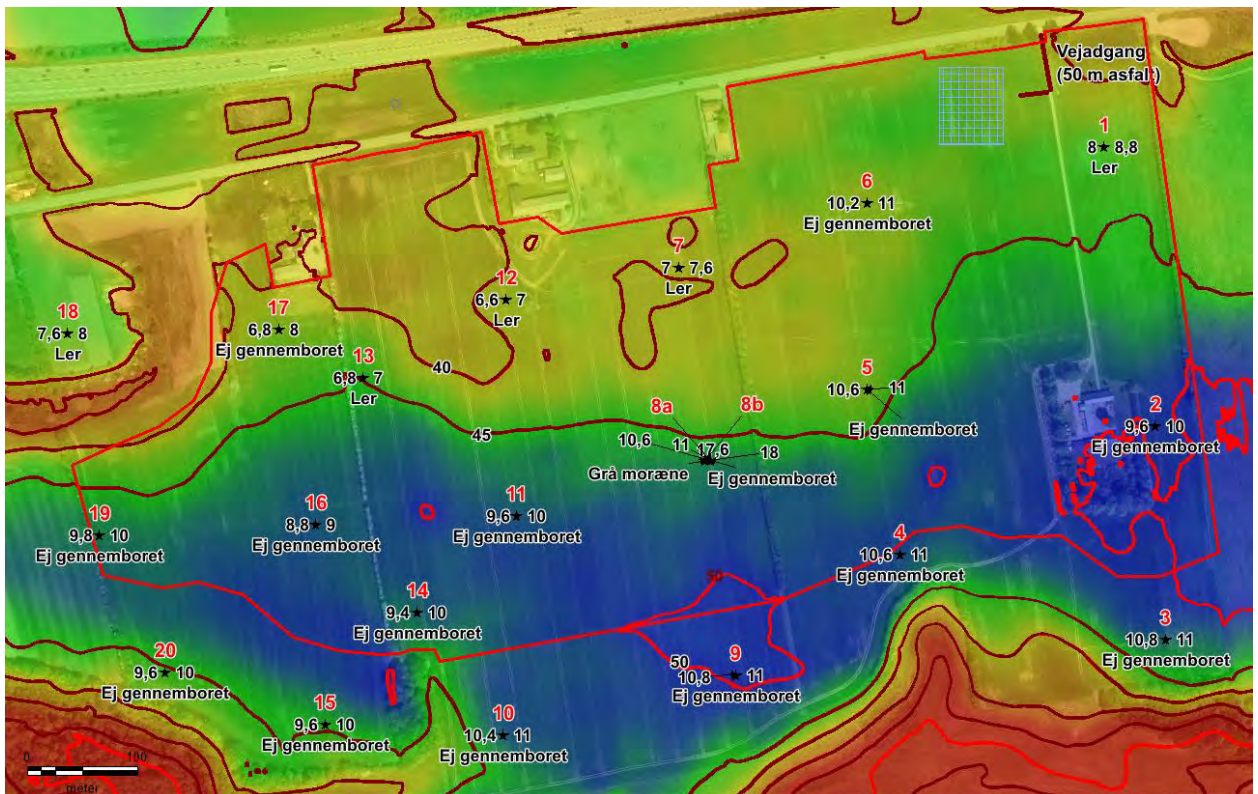 Vejadgang
(50 m asfalt)
1
8 8,8
Ler
6
10,2 11
Ej gennemboret
7
7 7,6
Ler
12
6,6 7
Ler
18
7,6 8
Ler
17
6,8 8
Ej gennemboret
13
6,8 7
Ler
40
45
5
10,6 11
Ej gennemboret
8a 8b
10,6 11 17,6 18
Grå moræne Ej gennemboret
2
9,6 10
Ej gennemboret
19
9,8 10
Ej gennemboret
16
8,8 9
Ej gennemboret
11
9,6 10
Ej gennemboret
4
10,6 11
Ej gennemboret
14
9,4 10
Ej gennemboret
50
3
10,8 11
Ej gennemboret
20
9,6 10
Ej gennemboret
9
50
10,8 11
Ej gennemboret
15
9,6 10
Ej gennemboret
10
10,4 11
Ej gennemboret
0 100
meter